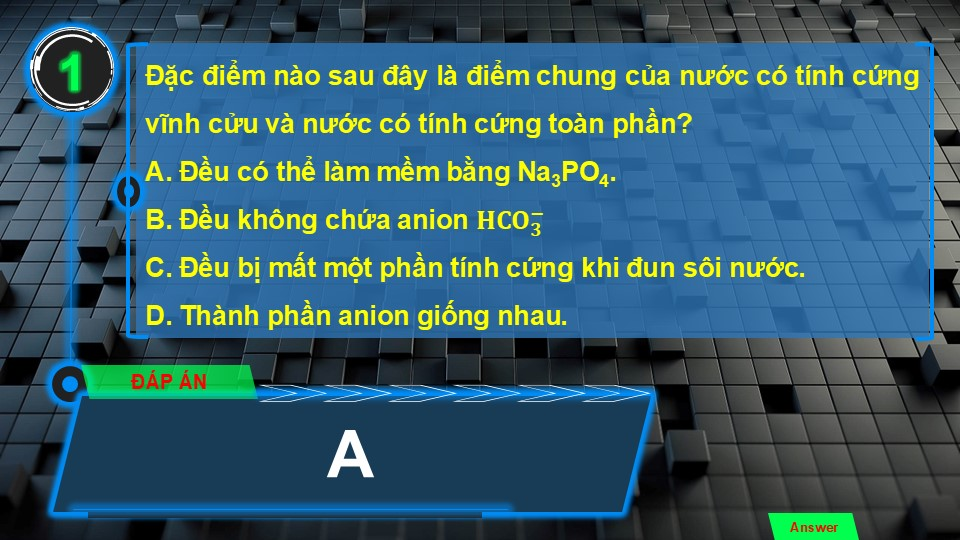 1
Đặc điểm nào sau đây là điểm chung của nước có tính cứng
vĩnh cửu và nước có tính cứng toàn phần?
A. Đều có thể làm mềm bằng Na₃PO₄.
B. Đều không chứa anion HCO₃⁻
C. Đều bị mất một phần tính cứng khi đun sôi nước.
D. Thành phần anion giống nhau.
ĐÁP ÁN
A
Answer